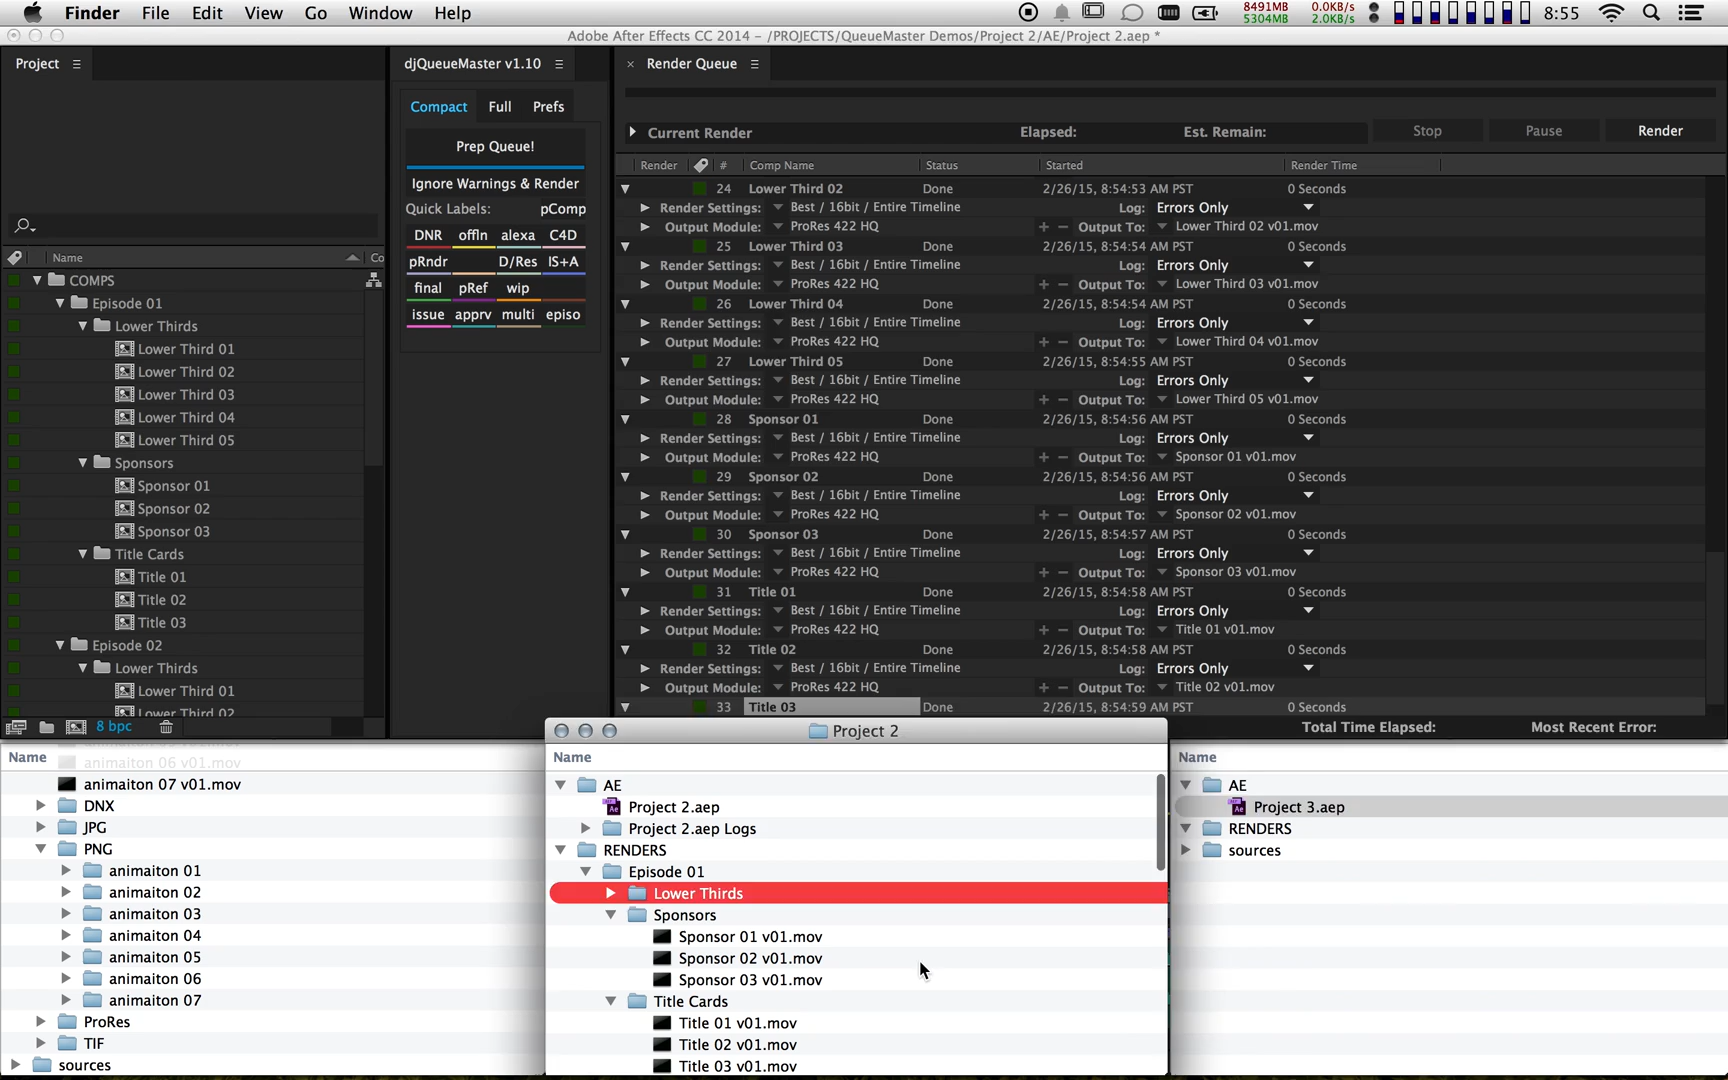 Finder File Edit View Go Window Help
8491MB 0.0KB/s
5304MB 2.0KB/s
8:55
Adobe After Effects CC 2014 - /PROJECTS/QueueMaster Demos/Project 2/AE/Project 2.aep *
Project
Name Co
COMPS
Episode 01
Lower Thirds
Lower Third 01
Lower Third 02
Lower Third 03
Lower Third 04
Lower Third 05
Sponsors
Sponsor 01
Sponsor 02
Sponsor 03
Title Cards
Title 01
Title 02
Title 03
Episode 02
Lower Thirds
Lower Third 01
Lower Third 02
8 bpc
djQueueMaster v1.10
Compact Full Prefs
Prep Queue!
Ignore Warnings & Render
Quick Labels: pComp
DNR offln alexa C4D
pRndr D/Res IS+A
final pRef wip
issue apprv multi episo
× Render Queue
Current Render Elapsed: Est. Remain: Stop Pause Render
Render # Comp Name Status Started Render Time
24 Lower Third 02 Done 2/26/15, 8:54:53 AM PST 0 Seconds
Render Settings: Best / 16bit / Entire Timeline Log: Errors Only
Output Module: ProRes 422 HQ + − Output To: Lower Third 02 v01.mov
25 Lower Third 03 Done 2/26/15, 8:54:54 AM PST 0 Seconds
Render Settings: Best / 16bit / Entire Timeline Log: Errors Only
Output Module: ProRes 422 HQ + − Output To: Lower Third 03 v01.mov
26 Lower Third 04 Done 2/26/15, 8:54:54 AM PST 0 Seconds
Render Settings: Best / 16bit / Entire Timeline Log: Errors Only
Output Module: ProRes 422 HQ + − Output To: Lower Third 04 v01.mov
27 Lower Third 05 Done 2/26/15, 8:54:55 AM PST 0 Seconds
Render Settings: Best / 16bit / Entire Timeline Log: Errors Only
Output Module: ProRes 422 HQ + − Output To: Lower Third 05 v01.mov
28 Sponsor 01 Done 2/26/15, 8:54:56 AM PST 0 Seconds
Render Settings: Best / 16bit / Entire Timeline Log: Errors Only
Output Module: ProRes 422 HQ + − Output To: Sponsor 01 v01.mov
29 Sponsor 02 Done 2/26/15, 8:54:56 AM PST 0 Seconds
Render Settings: Best / 16bit / Entire Timeline Log: Errors Only
Output Module: ProRes 422 HQ + − Output To: Sponsor 02 v01.mov
30 Sponsor 03 Done 2/26/15, 8:54:57 AM PST 0 Seconds
Render Settings: Best / 16bit / Entire Timeline Log: Errors Only
Output Module: ProRes 422 HQ + − Output To: Sponsor 03 v01.mov
31 Title 01 Done 2/26/15, 8:54:58 AM PST 0 Seconds
Render Settings: Best / 16bit / Entire Timeline Log: Errors Only
Output Module: ProRes 422 HQ + − Output To: Title 01 v01.mov
32 Title 02 Done 2/26/15, 8:54:58 AM PST 0 Seconds
Render Settings: Best / 16bit / Entire Timeline Log: Errors Only
Output Module: ProRes 422 HQ + − Output To: Title 02 v01.mov
33 Title 03 Done 2/26/15, 8:54:59 AM PST 0 Seconds
Total Time Elapsed: Most Recent Error:
Name
animaiton 06 v01.mov
animaiton 07 v01.mov
DNX
JPG
PNG
animaiton 01
animaiton 02
animaiton 03
animaiton 04
animaiton 05
animaiton 06
animaiton 07
ProRes
TIF
sources
Project 2
Name
AE
Project 2.aep
Project 2.aep Logs
RENDERS
Episode 01
Lower Thirds
Sponsors
Sponsor 01 v01.mov
Sponsor 02 v01.mov
Sponsor 03 v01.mov
Title Cards
Title 01 v01.mov
Title 02 v01.mov
Title 03 v01.mov
Name
AE
Project 3.aep
RENDERS
sources